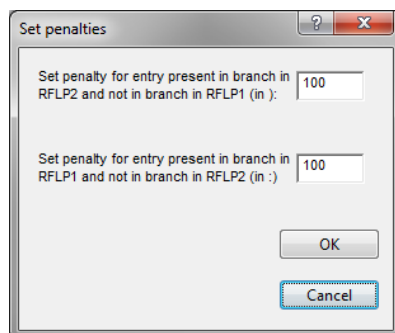 Set penalties
Set penalty for entry present in branch in
RFLP2 and not in branch in RFLP1 (in ):
100
Set penalty for entry present in branch in
RFLP1 and not in branch in RFLP2 (in :)
100
OK
Cancel